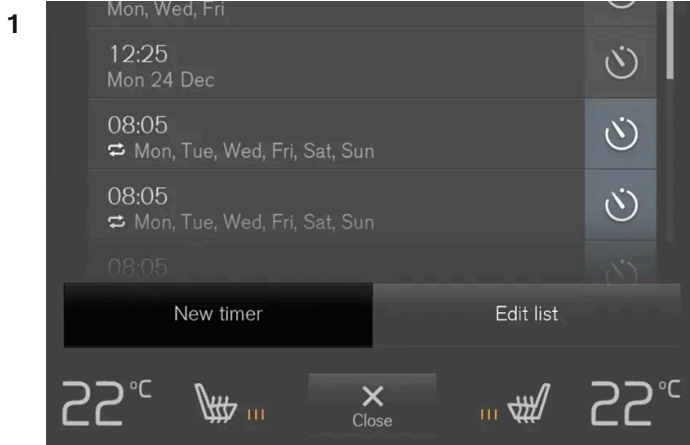 1
Mon, Wed, Fri
12:25
Mon 24 Dec
08:05
Mon, Tue, Wed, Fri, Sat, Sun
08:05
Mon, Tue, Wed, Fri, Sat, Sun
08:05
New timer
Edit list
22°C
22°C
Close